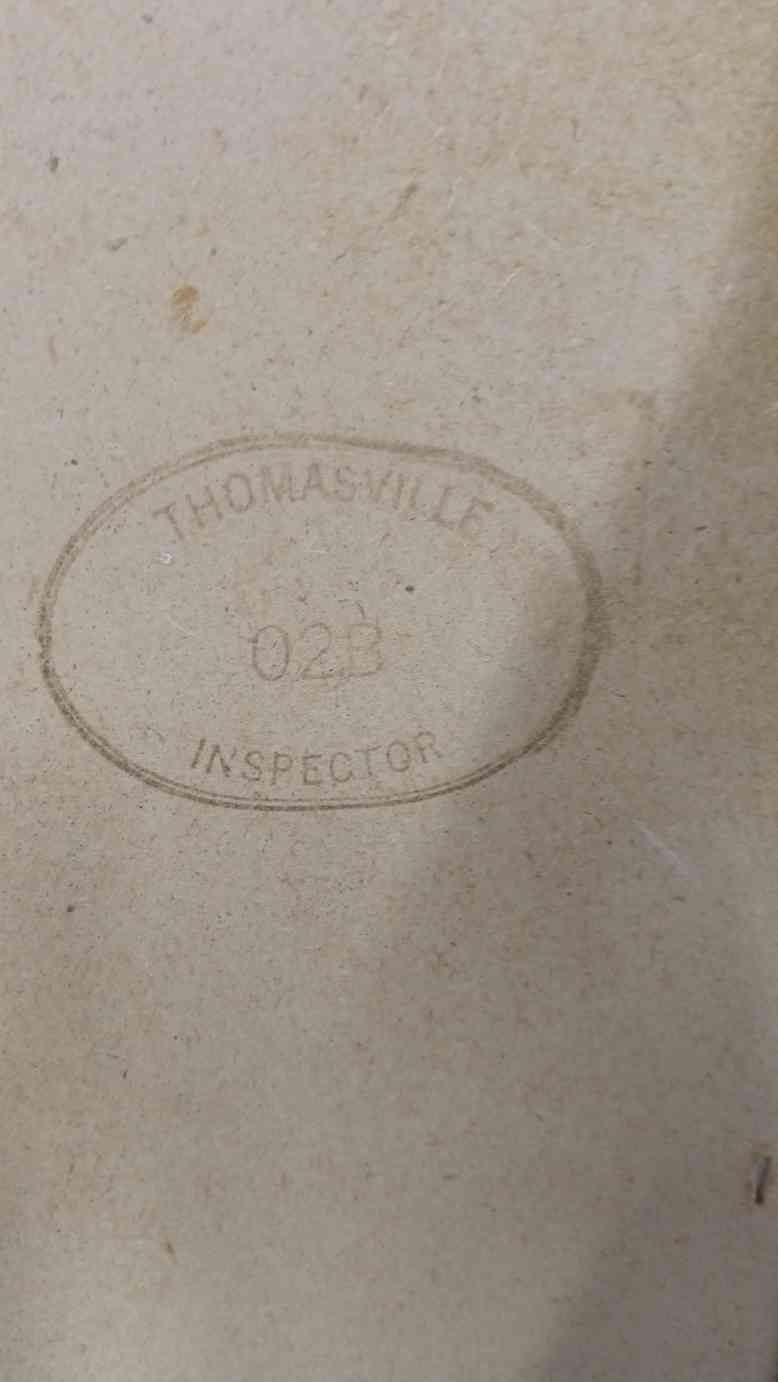 THOMASVILLE
02B
INSPECTOR